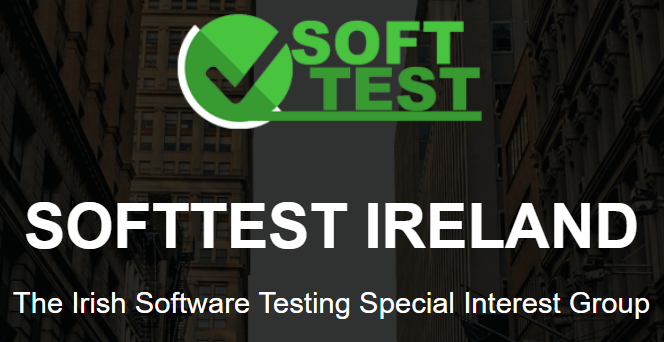 SOFT
TEST
SOFTTEST IRELAND
The Irish Software Testing Special Interest Group